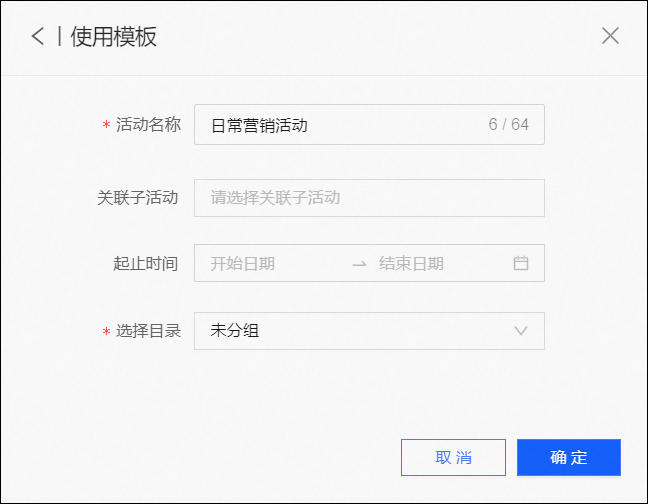 使用模板
* 活动名称 日常营销活动 6 / 64
关联子活动 请选择关联子活动
起止时间 开始日期 → 结束日期
* 选择目录 未分组
取消 确定